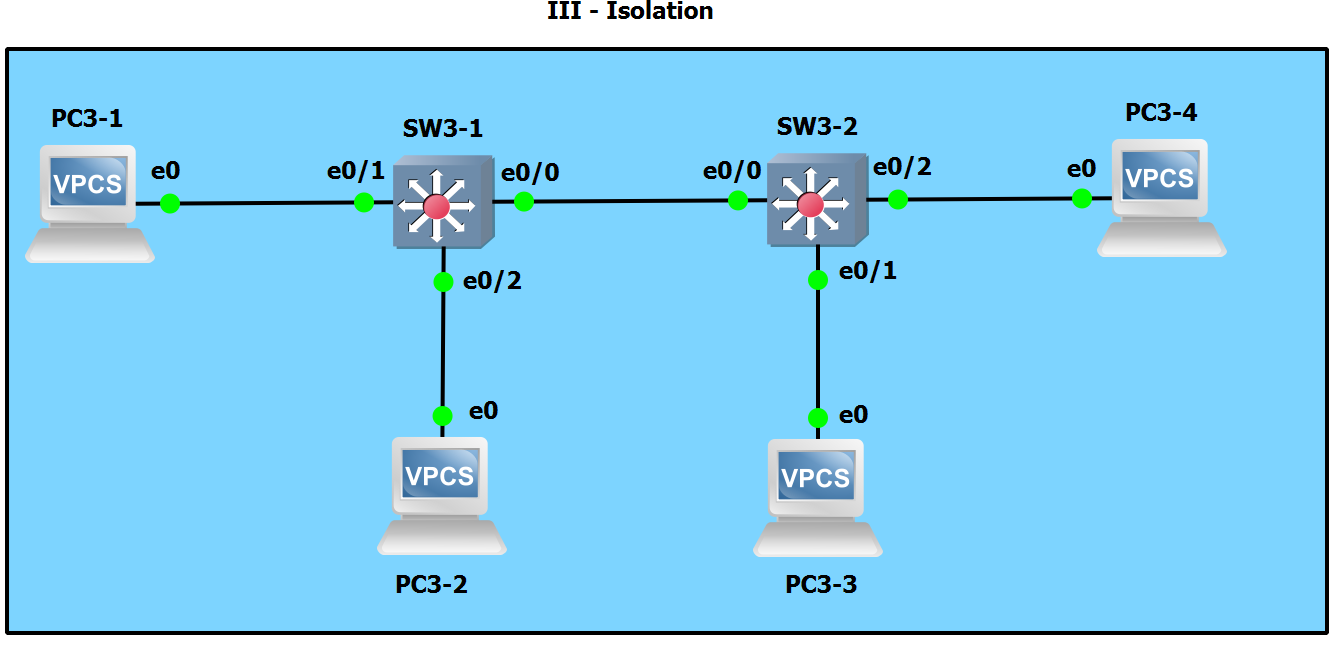 III - Isolation
PC3-1
SW3-1
SW3-2
PC3-4
VPCS
e0
e0/1
e0/0
e0/0
e0/2
e0
VPCS
e0/2
e0/1
e0
e0
VPCS
VPCS
PC3-2
PC3-3